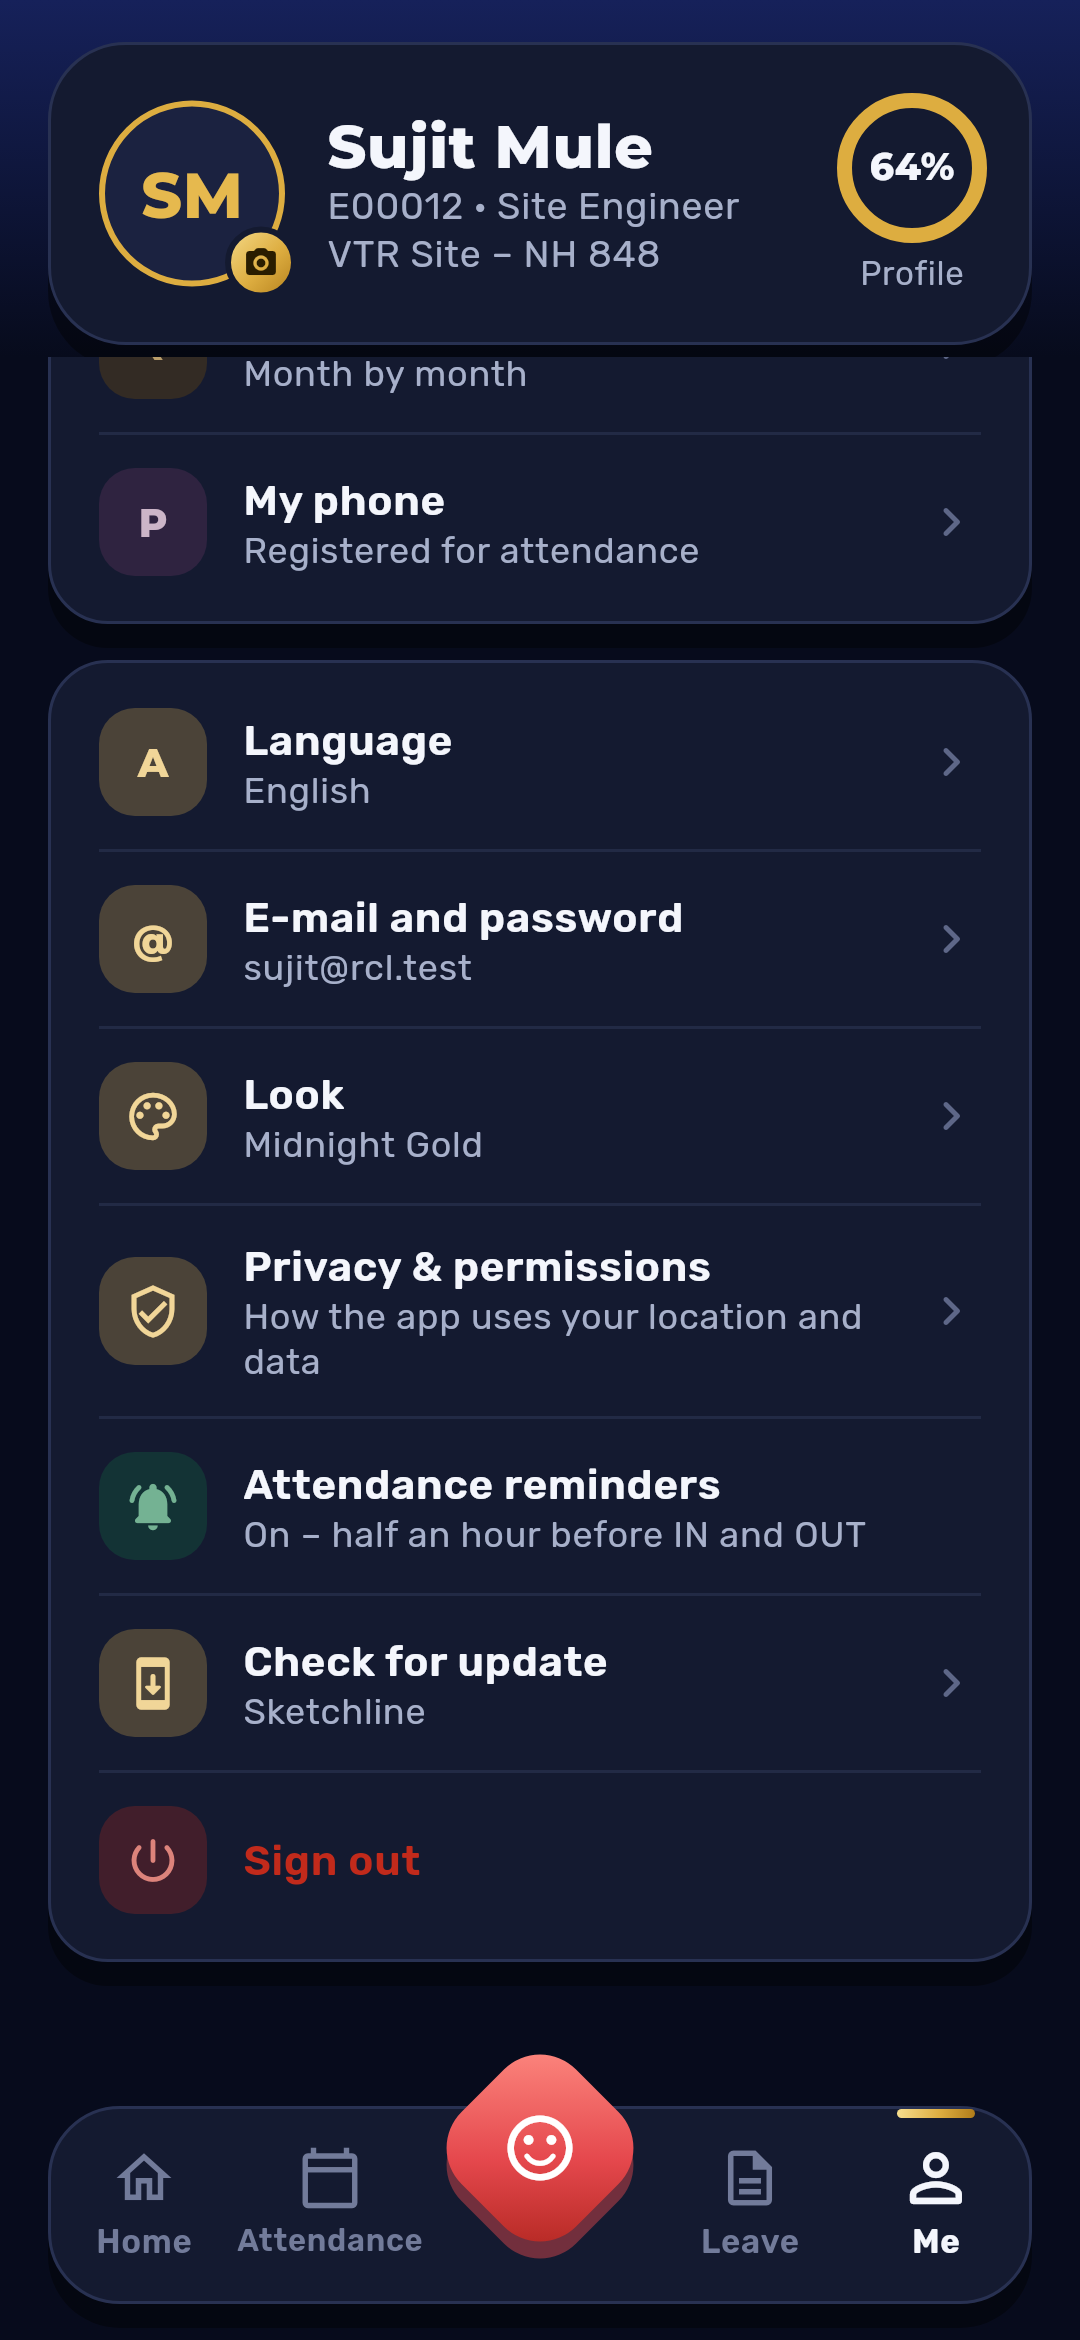 SM
Sujit Mule
E00012 • Site Engineer
VTR Site – NH 848
64%
Profile
Month by month
P
My phone
Registered for attendance
A
Language
English
@
E-mail and password
sujit@rcl.test
Look
Midnight Gold
Privacy & permissions
How the app uses your location and
data
Attendance reminders
On – half an hour before IN and OUT
Check for update
Sketchline
Sign out
Home
Attendance
Leave
Me